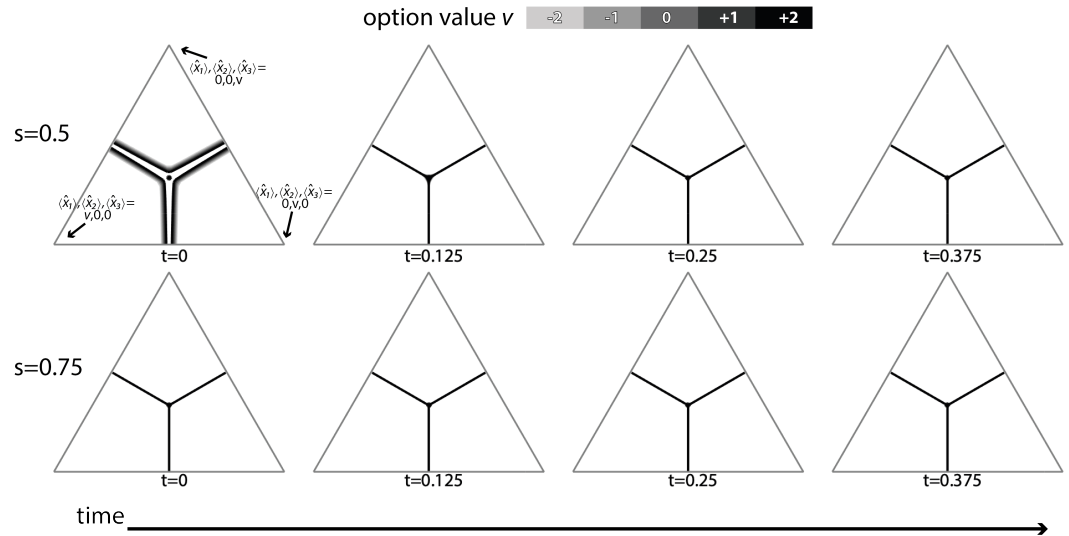 option value v -2 -1 0 +1 +2
⟨x̂₁⟩,⟨x̂₂⟩,⟨x̂₃⟩=
0,0,v
s=0.5
⟨x̂₁⟩,⟨x̂₂⟩,⟨x̂₃⟩=
v,0,0
⟨x̂₁⟩,⟨x̂₂⟩,⟨x̂₃⟩=
0,v,0
t=0 t=0.125 t=0.25 t=0.375
s=0.75
t=0 t=0.125 t=0.25 t=0.375
time